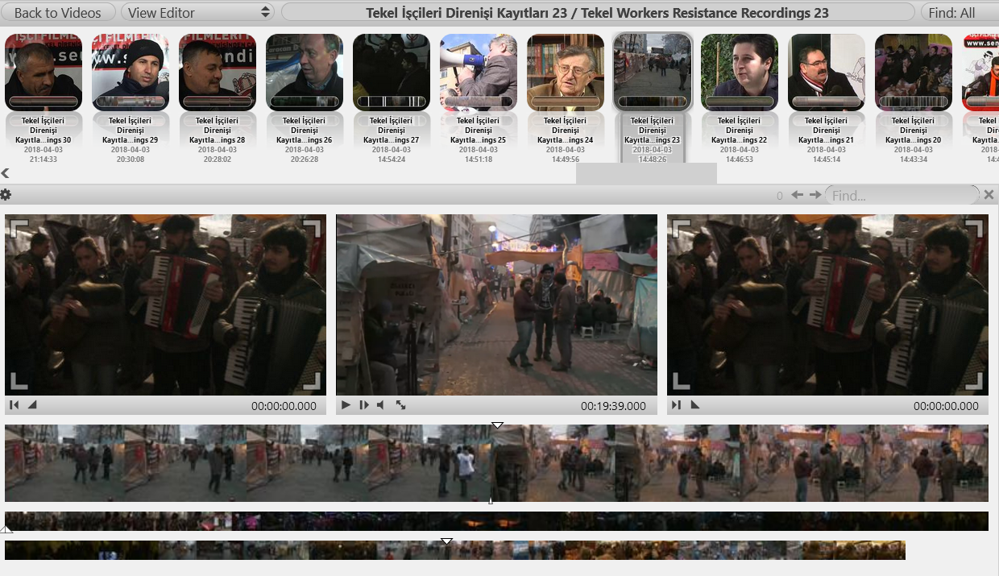 Back to Videos
View Editor
Tekel İşçileri Direnişi Kayıtları 23 / Tekel Workers Resistance Recordings 23
Find: All
Tekel İşçileri
Direnişi
Kayıtla...ings 30
2018-04-03
21:14:33
Tekel İşçileri
Direnişi
Kayıtla...ings 29
2018-04-03
20:30:08
Tekel İşçileri
Direnişi
Kayıtla...ings 28
2018-04-03
20:28:02
Tekel İşçileri
Direnişi
Kayıtla...ings 26
2018-04-03
20:26:28
Tekel İşçileri
Direnişi
Kayıtla...ings 27
2018-04-03
14:54:24
Tekel İşçileri
Direnişi
Kayıtla...ings 25
2018-04-03
14:51:18
Tekel İşçileri
Direnişi
Kayıtla...ings 24
2018-04-03
14:49:56
Tekel İşçileri
Direnişi
Kayıtla...ings 23
2018-04-03
14:48:26
Tekel İşçileri
Direnişi
Kayıtla...ings 22
2018-04-03
14:46:53
Tekel İşçileri
Direnişi
Kayıtla...ings 21
2018-04-03
14:45:14
Tekel İşçileri
Direnişi
Kayıtla...ings 20
2018-04-03
14:43:34
0
Find...
00:00:00.000
00:19:39.000
00:00:00.000